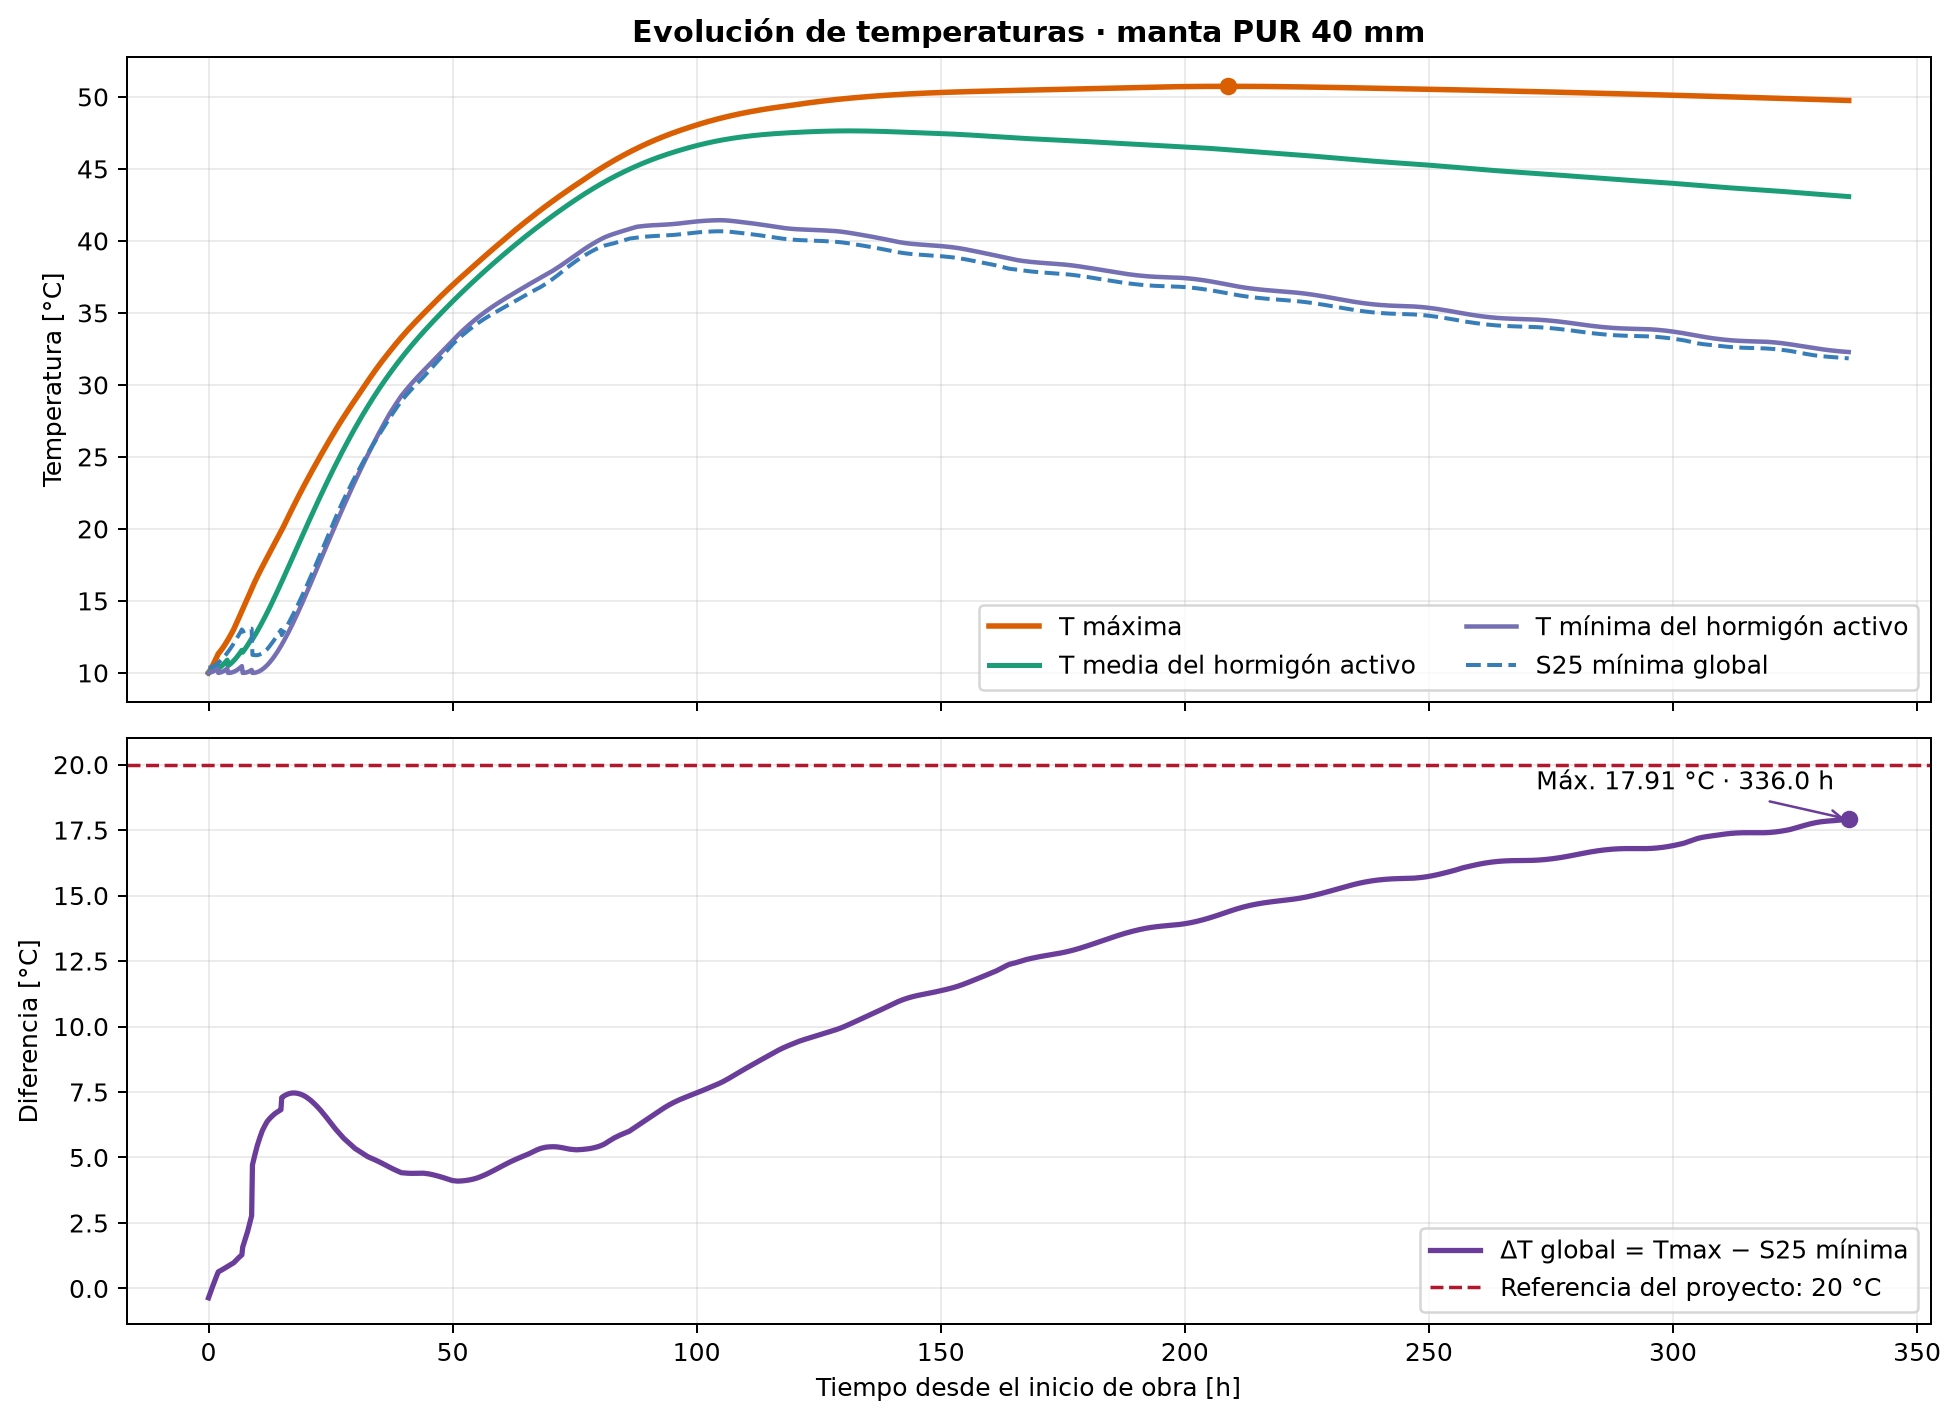 Evolución de temperaturas · manta PUR 40 mm
Temperatura [°C]
50
45
40
35
30
25
20
15
10
T máxima
T media del hormigón activo
T mínima del hormigón activo
S25 mínima global
Diferencia [°C]
20.0
17.5
15.0
12.5
10.0
7.5
5.0
2.5
0.0
Máx. 17.91 °C · 336.0 h
ΔT global = Tmax − S25 mínima
Referencia del proyecto: 20 °C
0 50 100 150 200 250 300 350
Tiempo desde el inicio de obra [h]